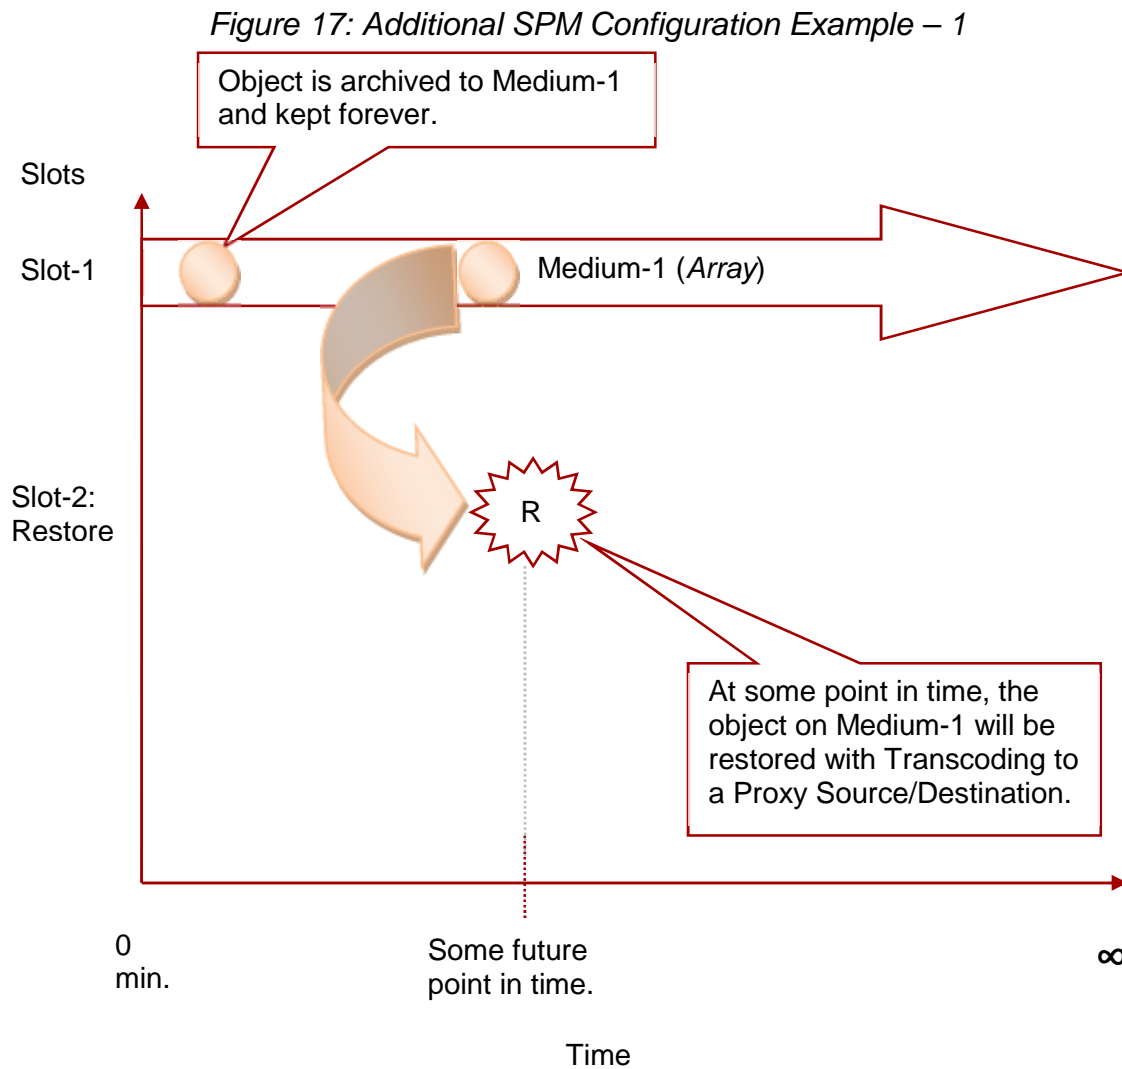 Figure 17: Additional SPM Configuration Example – 1
Object is archived to Medium-1
and kept forever.
Slots
Slot-1
Medium-1 (Array)
Slot-2:
Restore
R
At some point in time, the
object on Medium-1 will be
restored with Transcoding to
a Proxy Source/Destination.
0
min.
Some future
point in time.
∞
Time